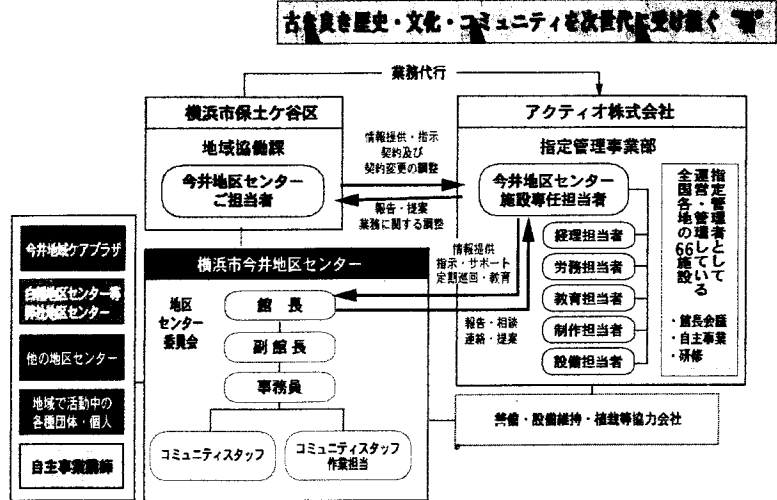 古き良き歴史・文化・コミュニティを次世代に受け継ぐ
業務代行
横浜市保土ケ谷区
地域協働課
今井地区センター
ご担当者
情報提供・指示
契約及び
契約変更の調整
報告・提案
業務に関する調整
アクティオ株式会社
指定管理事業部
今井地区センター
施設専任担当者
経理担当者
労務担当者
教育担当者
制作担当者
設備担当者
指定管理者として
運営・管理している
全国各地の66施設
・館長会議
・自主事業
・研修
今井地域ケアプラザ
地区センター
他の地区センター
地域で活動中の
各種団体・個人
自主事業講師
横浜市今井地区センター
地区
センター
委員会
館長
副館長
事務員
コミュニティスタッフ
コミュニティスタッフ
作業担当
情報提供
指示・サポート
定期巡回・教育
報告・相談
連絡・提案
警備・設備維持・植栽等協力会社